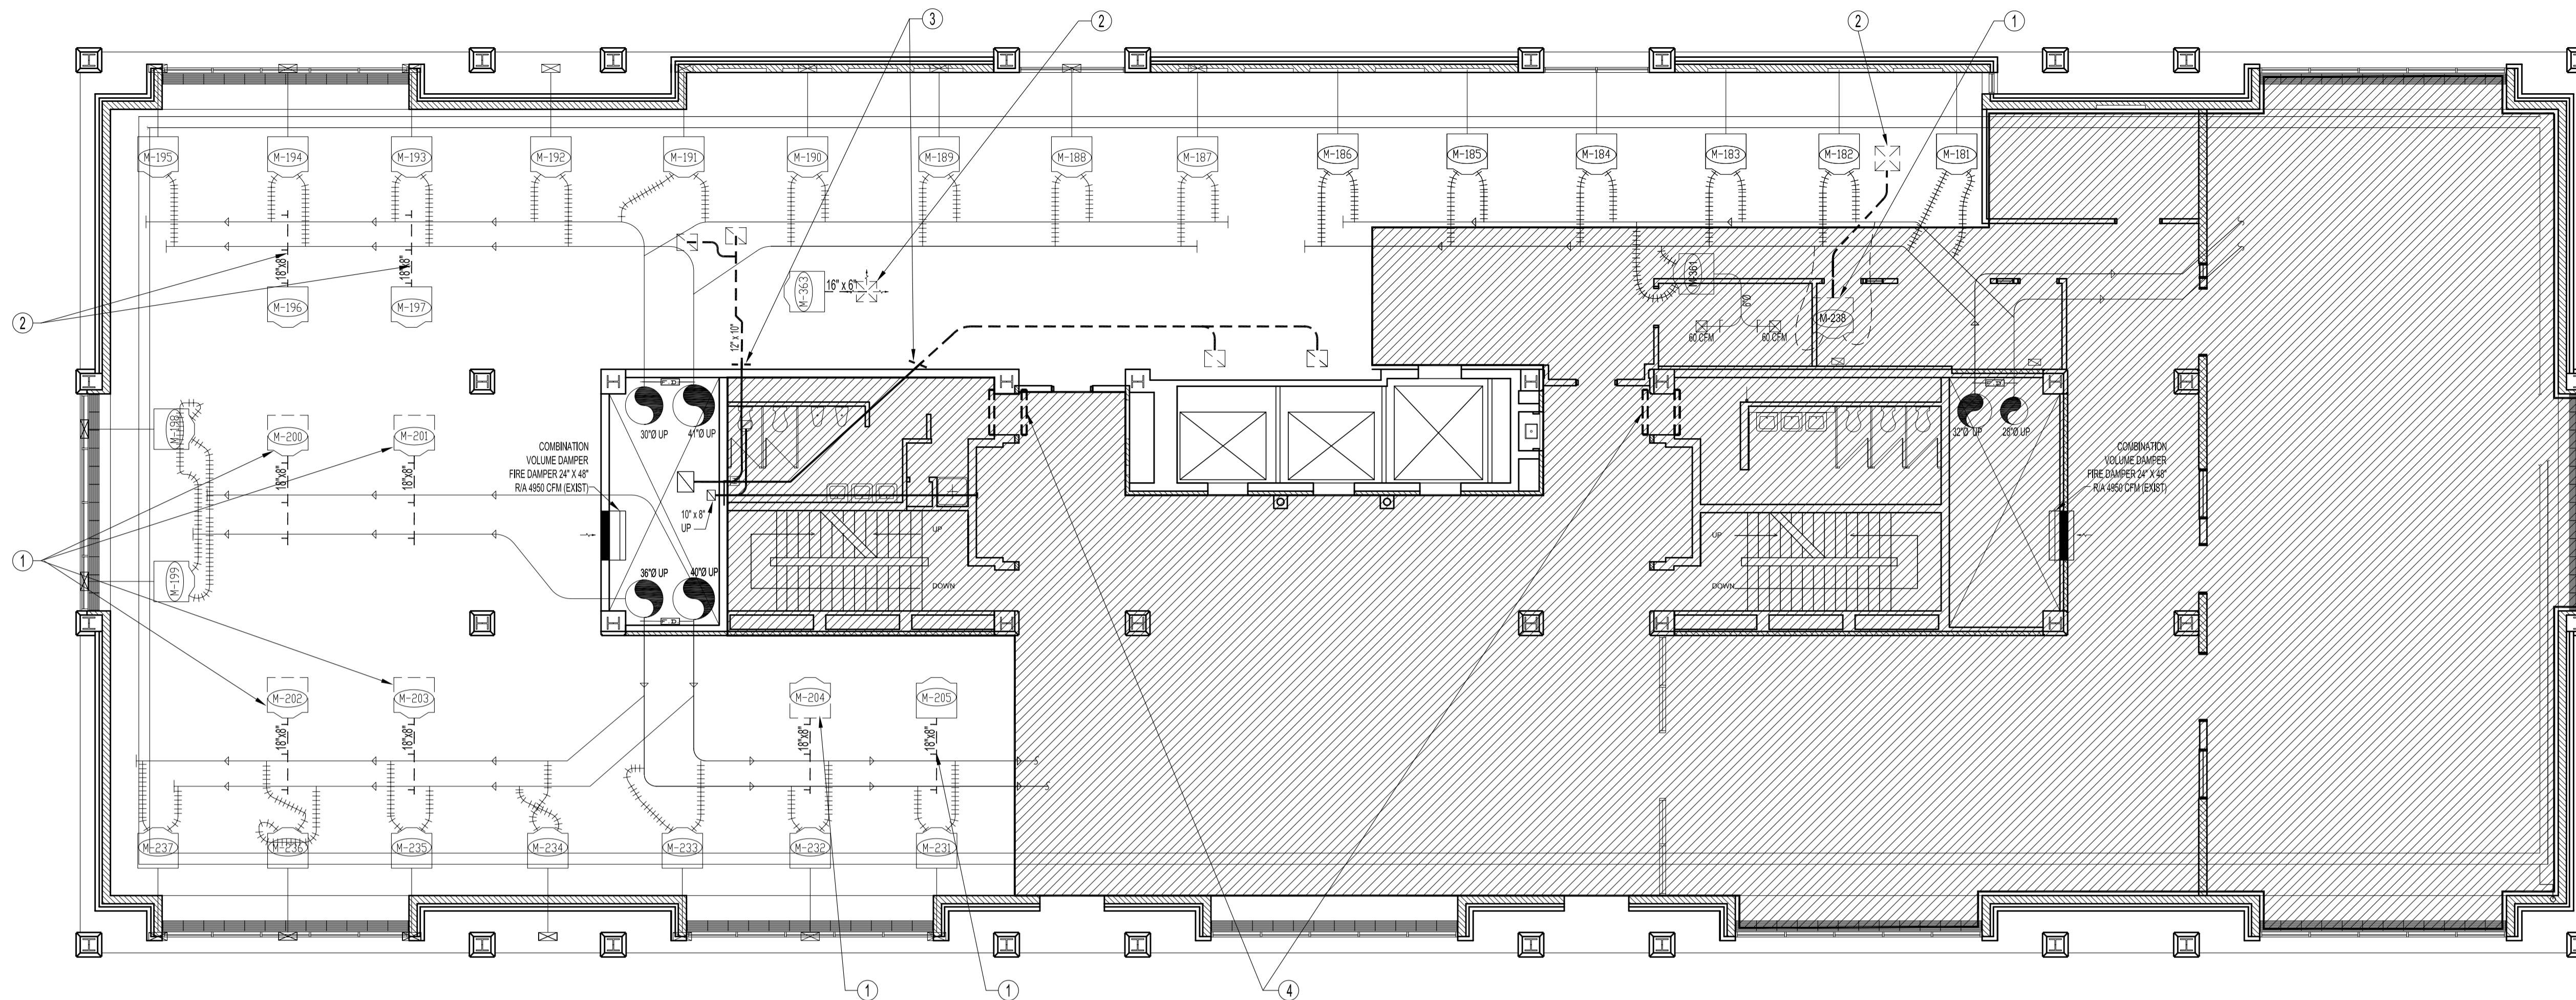 3
2
2
1
M-195
M-194
M-193
M-192
M-191
M-190
M-189
M-188
M-187
M-186
M-185
M-184
M-183
M-182
M-181
18"x8"
18"x8"
M-363
16" x 6"
M-361
6"Ø
M-196
M-197
2
12" x 10"
60 CFM
60 CFM
M-238
3
M-198
M-200
M-201
30"Ø UP
41"Ø UP
32"Ø UP
28"Ø UP
COMBINATION
VOLUME DAMPER
FIRE DAMPER 24" X 48"
R/A 4950 CFM (EXIST)
COMBINATION
VOLUME DAMPER
FIRE DAMPER 24" X 48"
R/A 4950 CFM (EXIST)
18"x8"
18"x8"
10" x 8"
UP
UP
UP
1
M-199
36"Ø UP
40"Ø UP
DOWN
DOWN
M-202
M-203
M-204
M-205
18"x8"
18"x8"
18"x8"
18"x8"
M-237
M-236
M-235
M-234
M-233
M-232
M-231
1
1
4